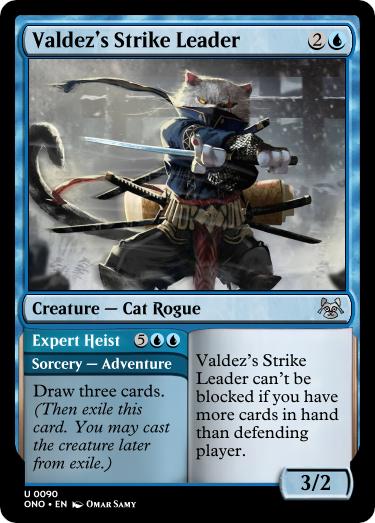 Valdez's Strike Leader 2
Creature — Cat Rogue
Expert Heist 5
Sorcery — Adventure
Draw three cards.
(Then exile this
card. You may cast
the creature later
from exile.)
Valdez's Strike
Leader can't be
blocked if you have
more cards in hand
than defending
player.
3/2
U 0090
ONO • EN Omar Samy